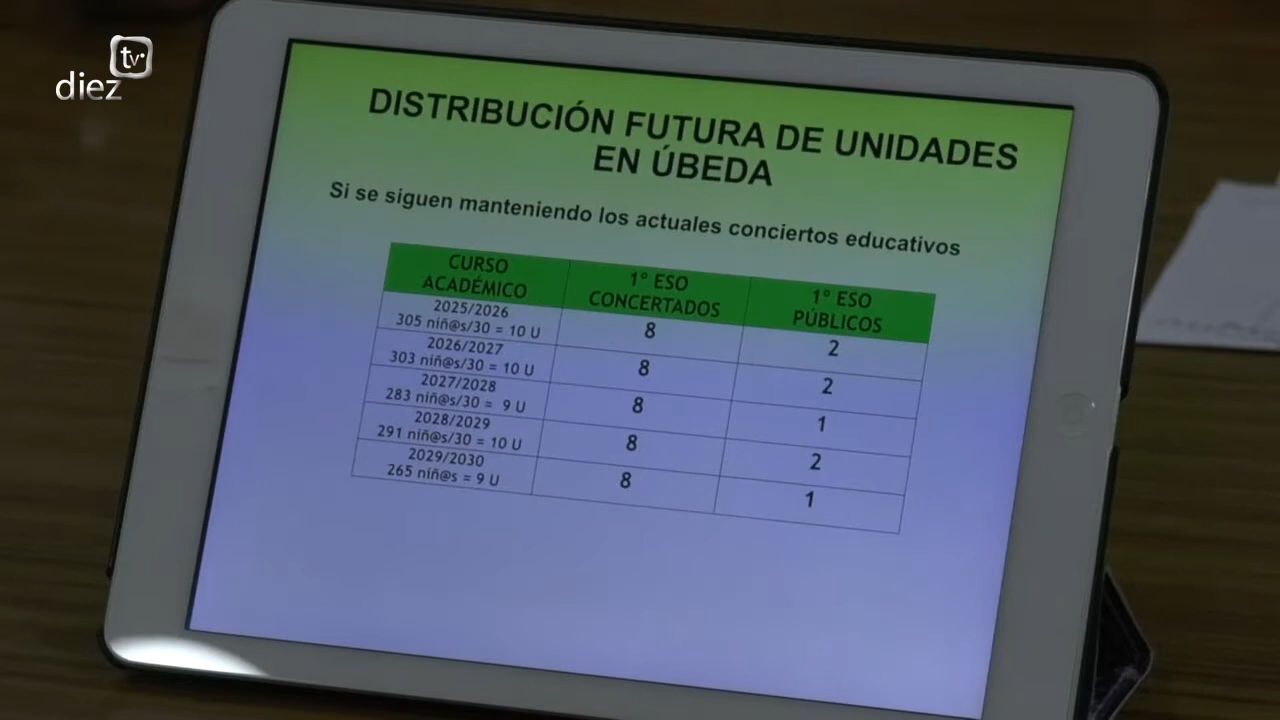 diez tv
DISTRIBUCIÓN FUTURA DE UNIDADES
EN ÚBEDA
Si se siguen manteniendo los actuales conciertos educativos
CURSO
ACADÉMICO
1º ESO
CONCERTADOS
1º ESO
PÚBLICOS
2025/2026
305 niñ@s/30 = 10 U
8
2
2026/2027
303 niñ@s/30 = 10 U
8
2
2027/2028
283 niñ@s/30 = 9 U
8
1
2028/2029
291 niñ@s/30 = 10 U
8
2
2029/2030
265 niñ@s = 9 U
8
1